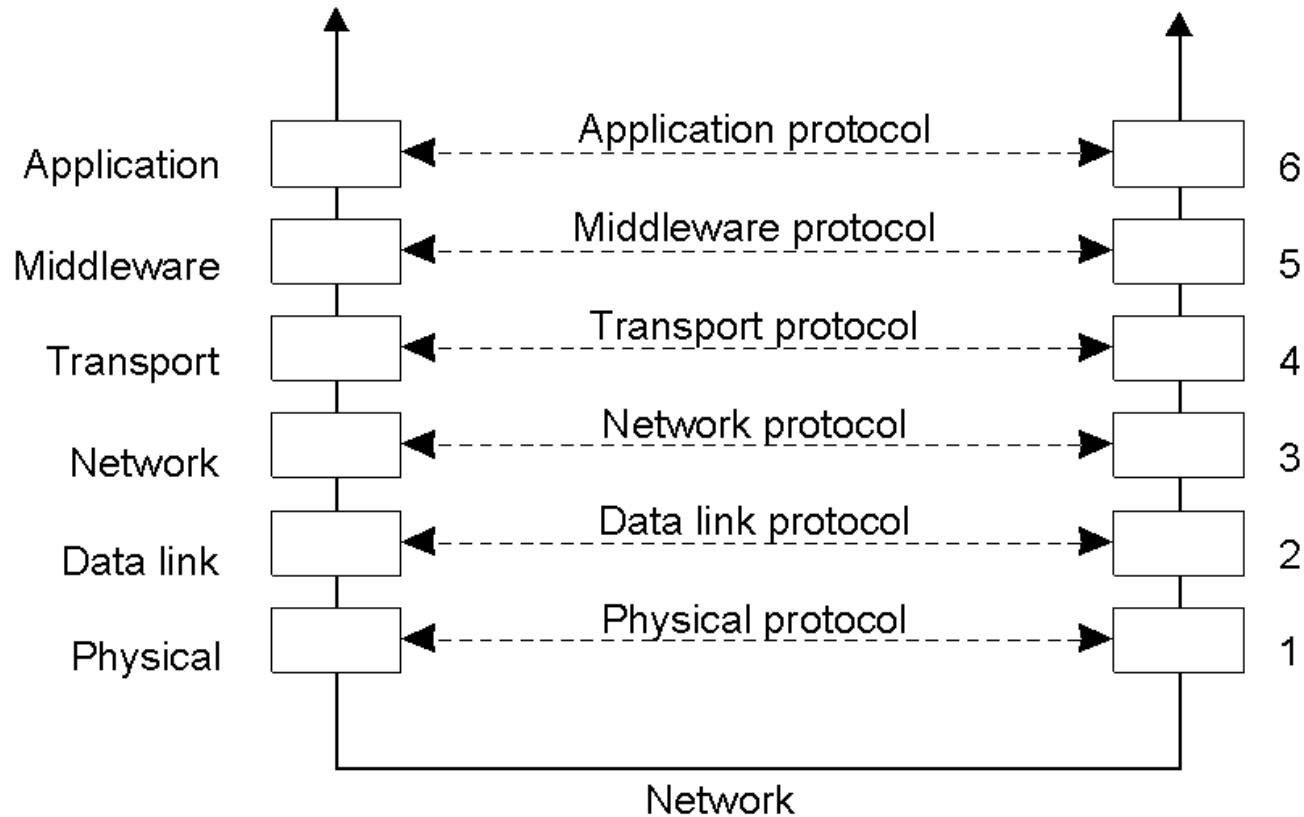 Application protocol
Application
6
Middleware protocol
Middleware
5
Transport protocol
Transport
4
Network protocol
Network
3
Data link protocol
Data link
2
Physical protocol
Physical
1
Network